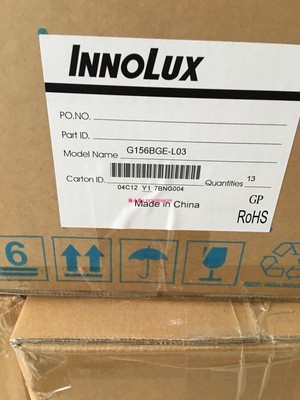 INNOLUX
PO.NO.
Part ID.
Model Name G156BGE-L03
Carton ID. 04C12 Y1 7BNG004 Quantities 13
Made in China
GP
RoHS
6